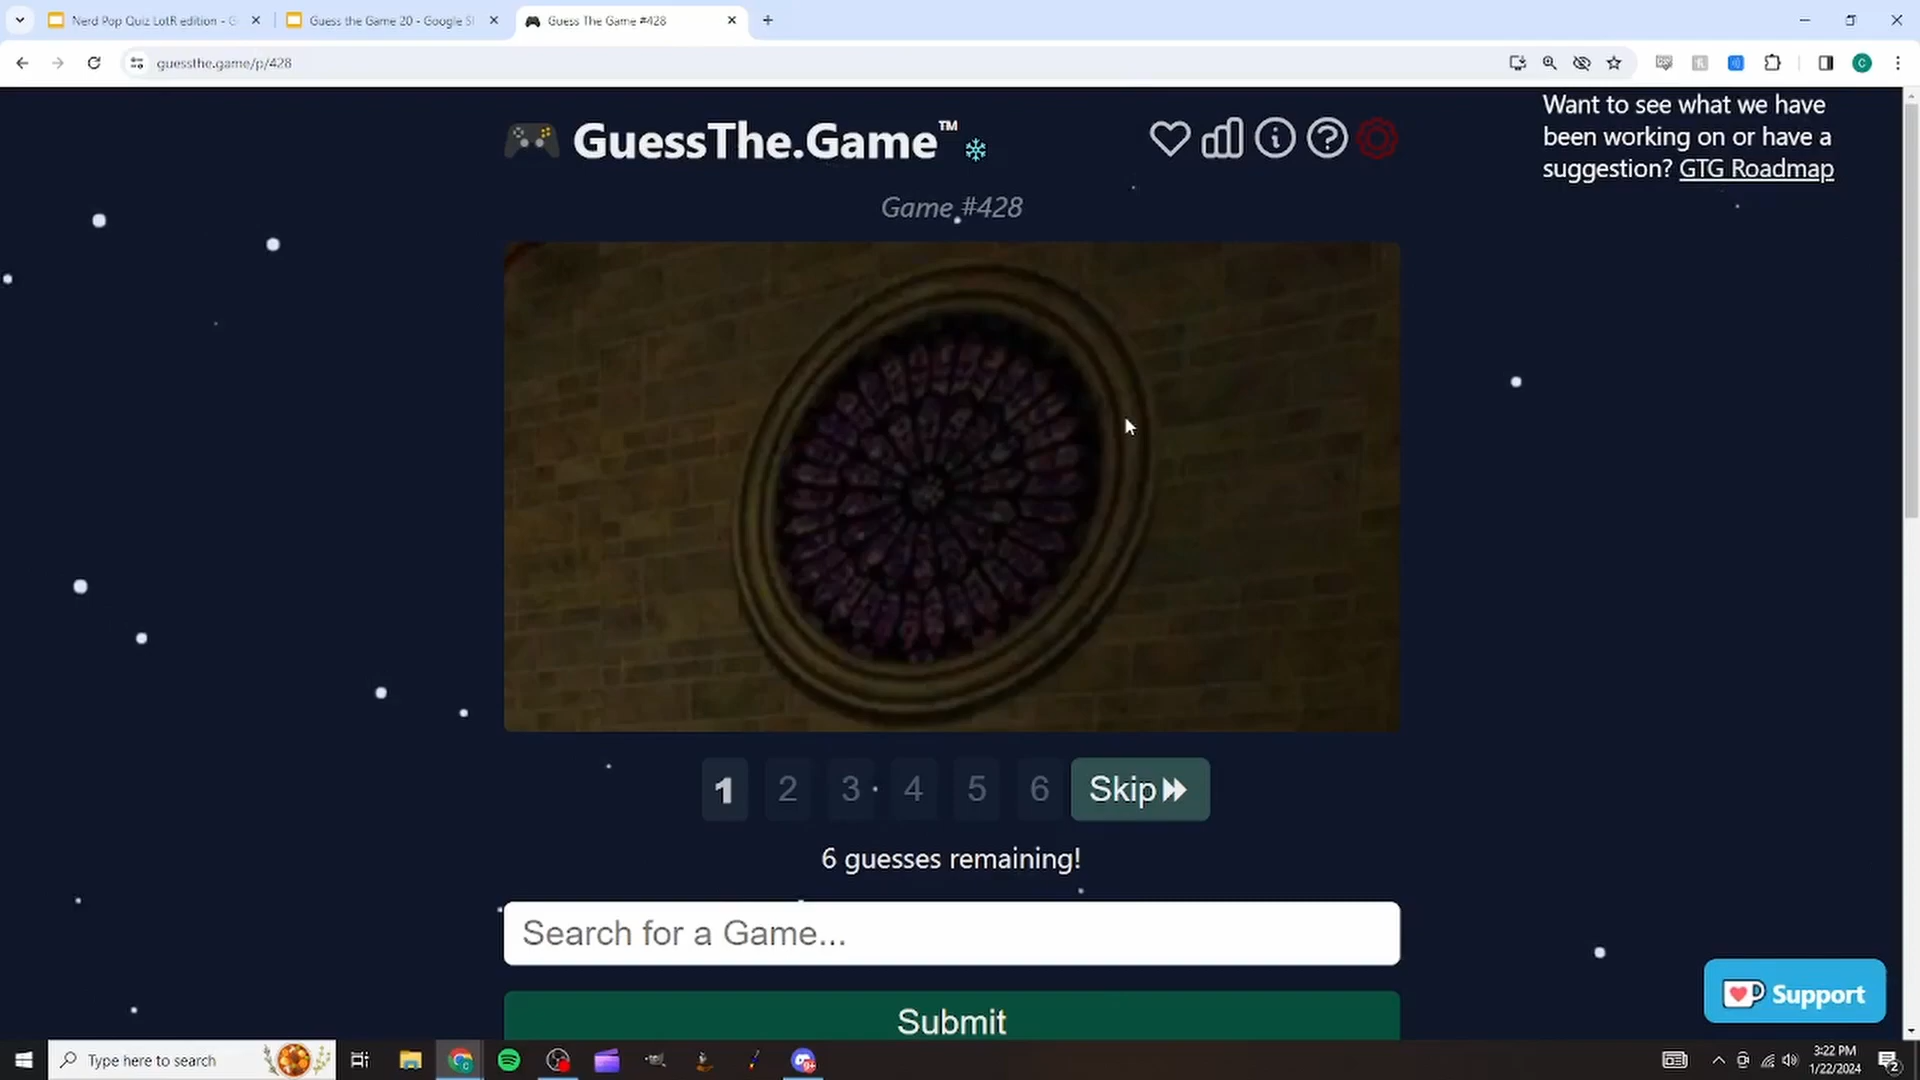 Nerd Pop Quiz LotR edition - G
Guess the Game 20 - Google Sl
Guess The Game #428
guessthe.game/p/428
GuessThe.Game™
Want to see what we have
been working on or have a
suggestion? GTG Roadmap
Game #428
1 2 3 4 5 6 Skip
6 guesses remaining!
Search for a Game...
Support
Submit
Type here to search
3:22 PM
1/22/2024